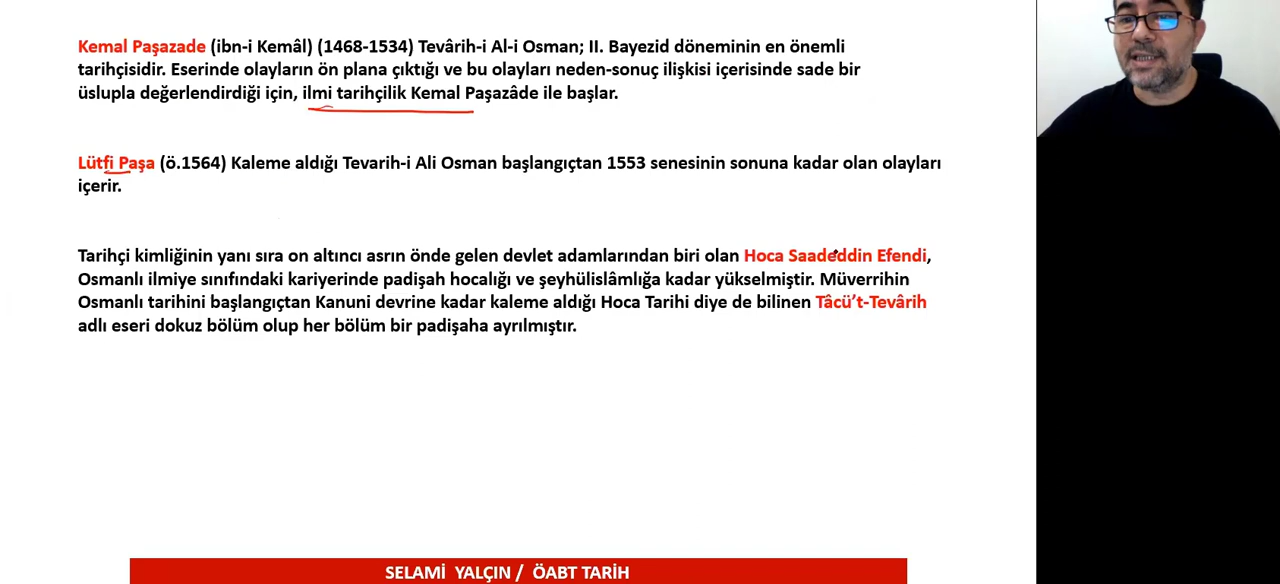 Kemal Paşazade (ibn-i Kemâl) (1468-1534) Tevârih-i Al-i Osman; II. Bayezid döneminin en önemli
tarihçisidir. Eserinde olayların ön plana çıktığı ve bu olayları neden-sonuç ilişkisi içerisinde sade bir
üslupla değerlendirdiği için, ilmi tarihçilik Kemal Paşazâde ile başlar.
Lütfi Paşa (ö.1564) Kaleme aldığı Tevarih-i Ali Osman başlangıçtan 1553 senesinin sonuna kadar olan olayları
içerir.
Tarihçi kimliğinin yanı sıra on altıncı asrın önde gelen devlet adamlarından biri olan Hoca Saadeddin Efendi,
Osmanlı ilmiye sınıfındaki kariyerinde padişah hocalığı ve şeyhülislâmlığa kadar yükselmiştir. Müverrihin
Osmanlı tarihini başlangıçtan Kanuni devrine kadar kaleme aldığı Hoca Tarihi diye de bilinen Tâcü’t-Tevârih
adlı eseri dokuz bölüm olup her bölüm bir padişaha ayrılmıştır.
SELAMİ YALÇIN / ÖABT TARİH